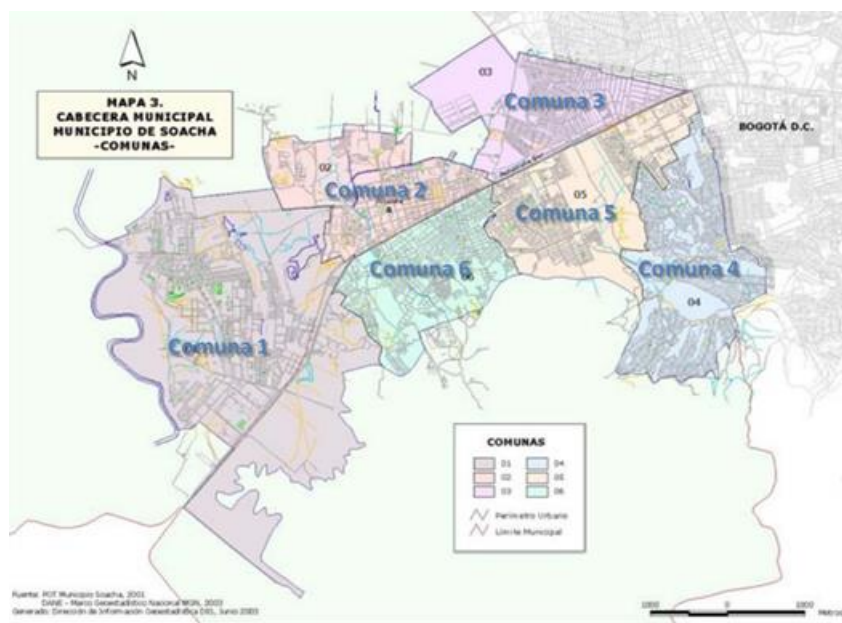 N
MAPA 3.
CABECERA MUNICIPAL
MUNICIPIO DE SOACHA
-COMUNAS-
03
Comuna 3
BOGOTÁ D.C.
02
Comuna 2
05
Comuna 5
Comuna 6
06
Comuna 4
04
Comuna 1
COMUNAS
01 04
02 05
03 06
Perímetro Urbano
Límite Municipal
Fuente: POT Municipio Soacha, 2001
DANE - Marco Geoestadístico Nacional MGN, 2003
Generado: Dirección de Información Geoestadística DIG, Junio 2005
1000 0 1000
Metros